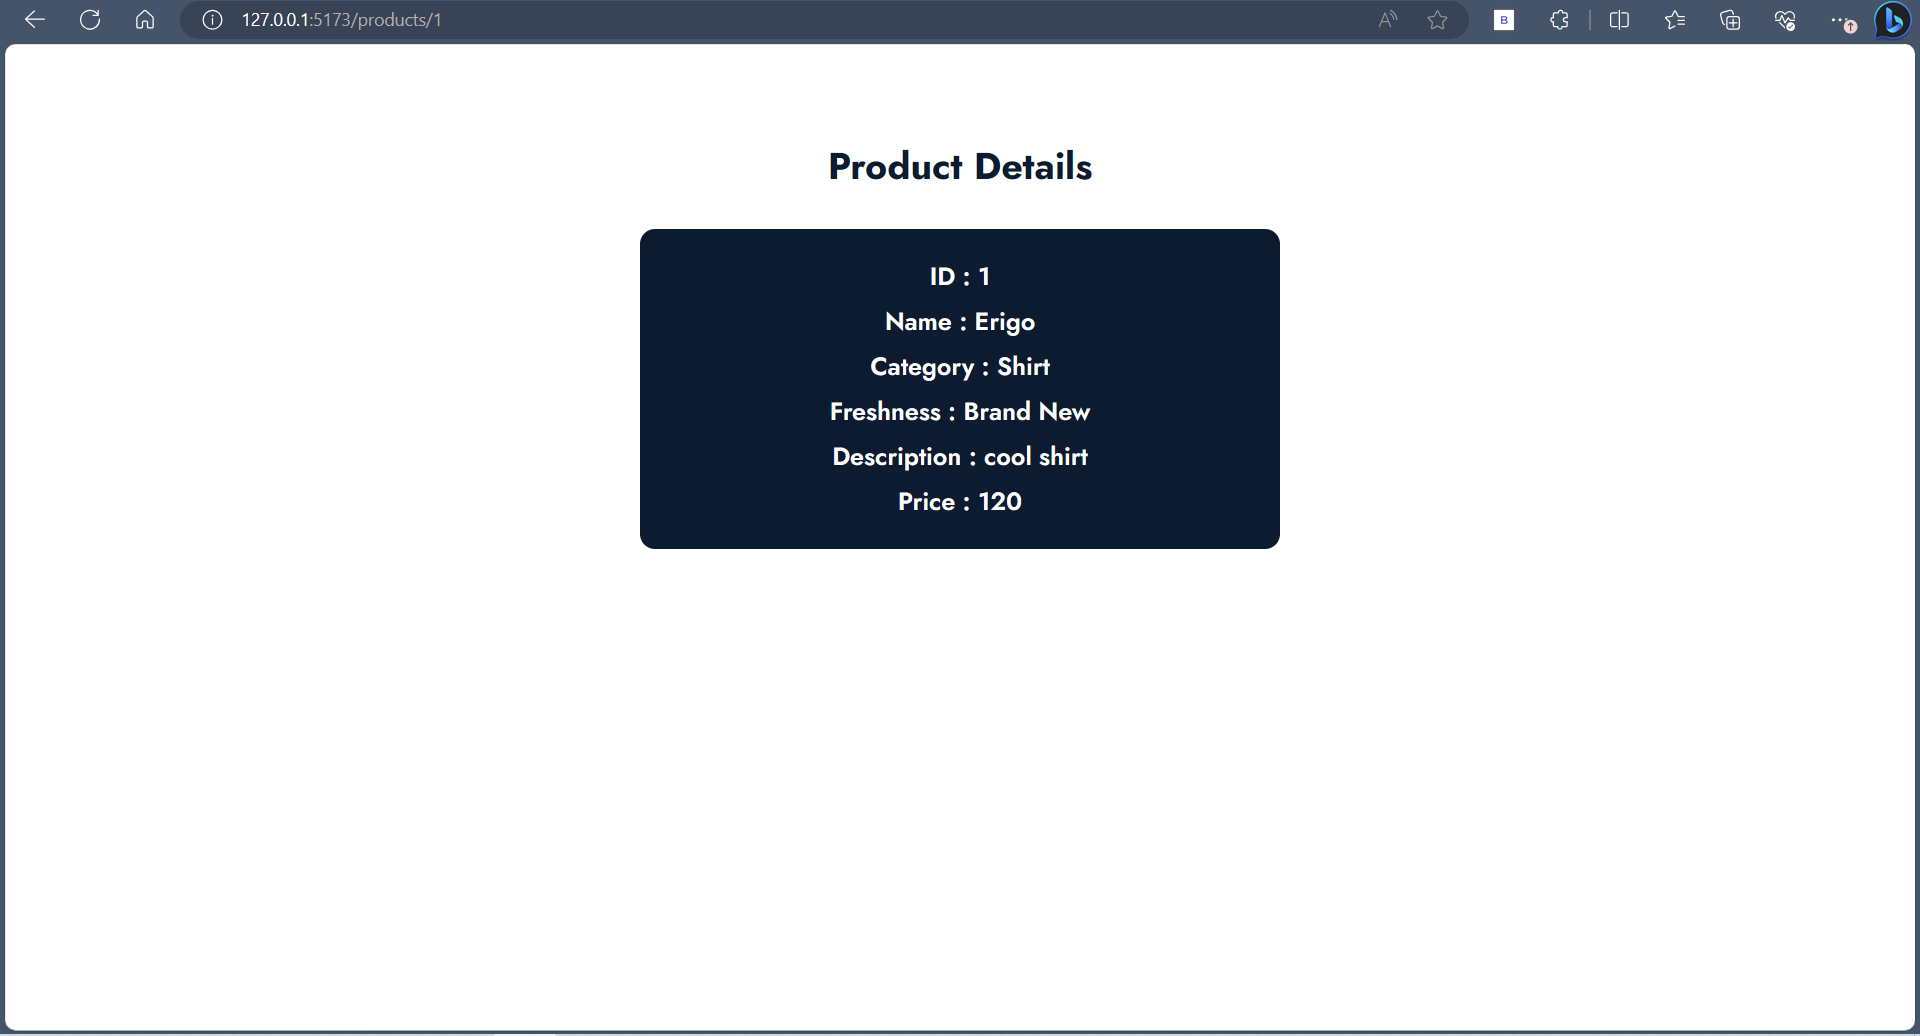 127.0.0.1:5173/products/1
Product Details
ID : 1
Name : Erigo
Category : Shirt
Freshness : Brand New
Description : cool shirt
Price : 120